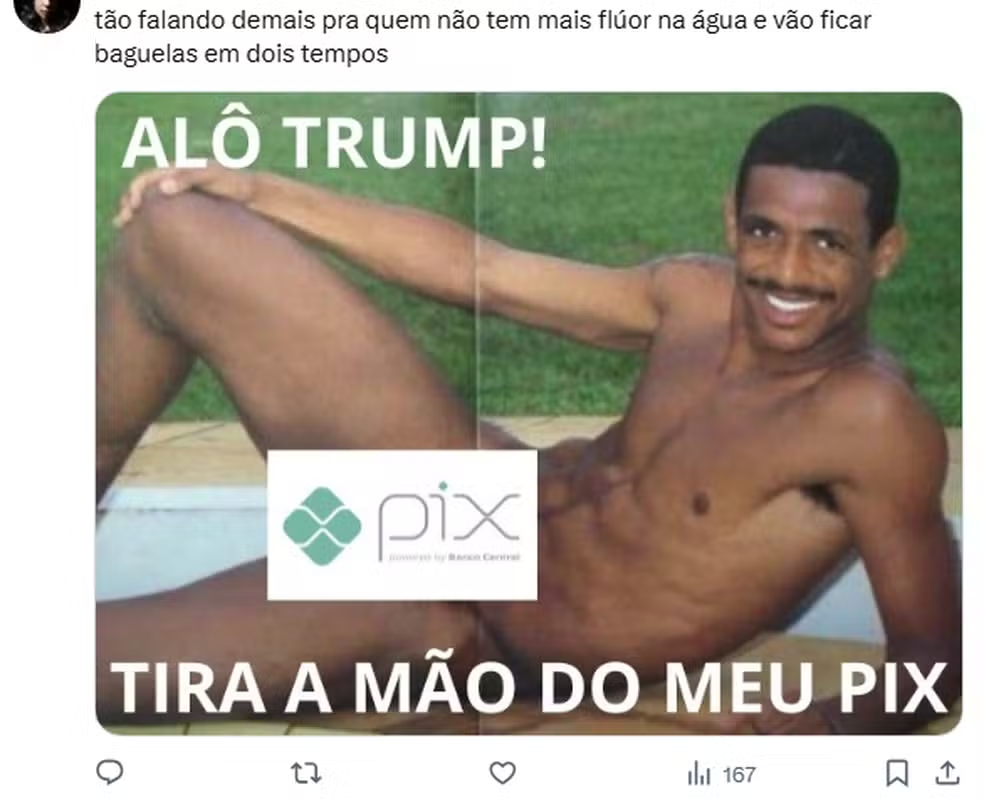 tão falando demais pra quem não tem mais flúor na água e vão ficar
baguelas em dois tempos
ALÔ TRUMP!
pix
powered by Banco Central
TIRA A MÃO DO MEU PIX
167